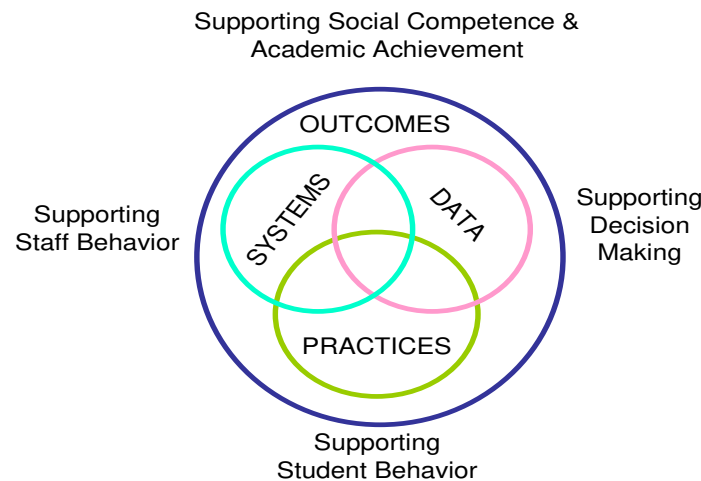 Supporting Social Competence &
Academic Achievement
OUTCOMES
SYSTEMS
DATA
Supporting
Staff Behavior
Supporting
Decision
Making
PRACTICES
Supporting
Student Behavior